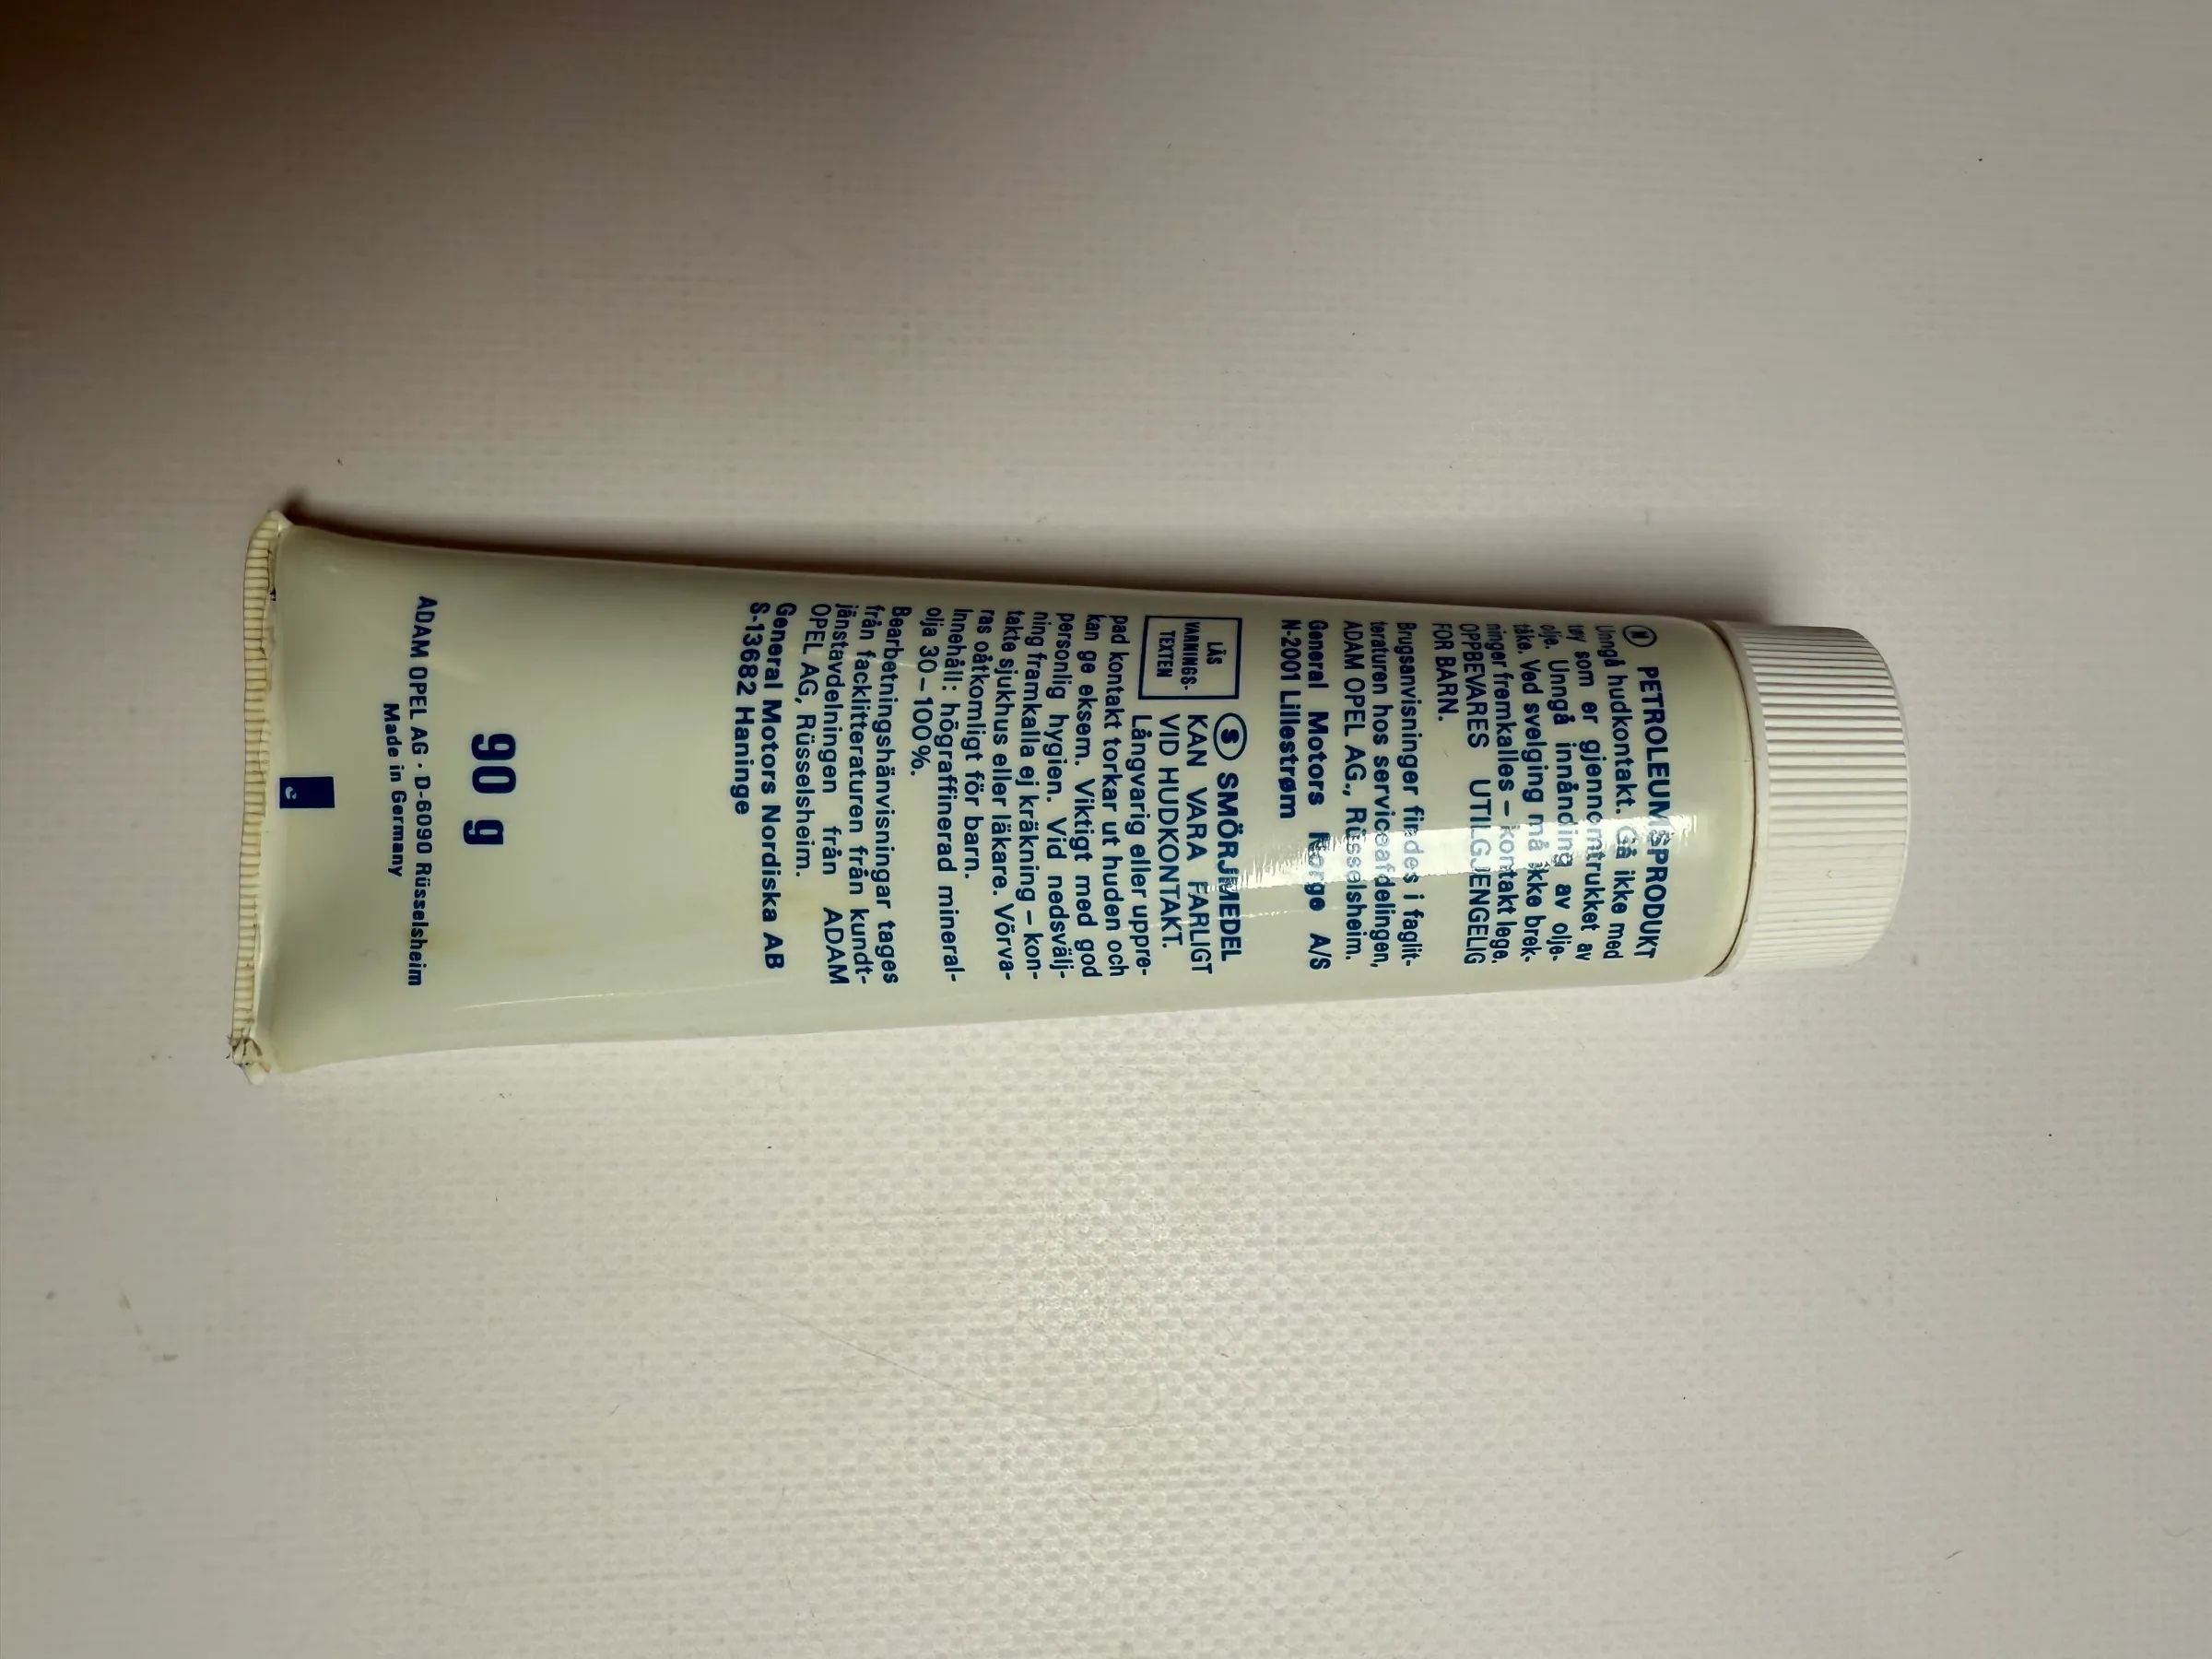 N PETROLEUMSPRODUKT
Unngå hudkontakt. Gå ikke med
tøy som er gjennomtrukket av
olje. Unngå innånding av olje-
tåke. Ved svelging må ikke brek-
ninger fremkalles – kontakt lege.
OPPBEVARES UTILGJENGELIG
FOR BARN.
Brugsanvisninger findes i faglit-
teraturen hos serviceafdelingen,
ADAM OPEL AG., Rüsselsheim.
General Motors Norge A/S
N-2001 Lillestrøm
LÄS
VARNINGS-
TEXTEN
S SMÖRJMEDEL
KAN VARA FARLIGT
VID HUDKONTAKT.
Långvarig eller uppre-
pad kontakt torkar ut huden och
kan ge eksem. Viktigt med god
personlig hygien. Vid nedsvälj-
ning framkalla ej kräkning – kon-
takte sjukhus eller läkare. Vörva-
ras oåtkomligt för barn.
Innehåll: högraffinerad mineral-
olja 30–100%.
Bearbetningshänvisningar tages
från facklitteraturen från kundt-
jänstavdelningen från ADAM
OPEL AG, Rüsselsheim.
General Motors Nordiska AB
S-13682 Haninge
90 g
ADAM OPEL AG · D-6090 Rüsselsheim
Made in Germany